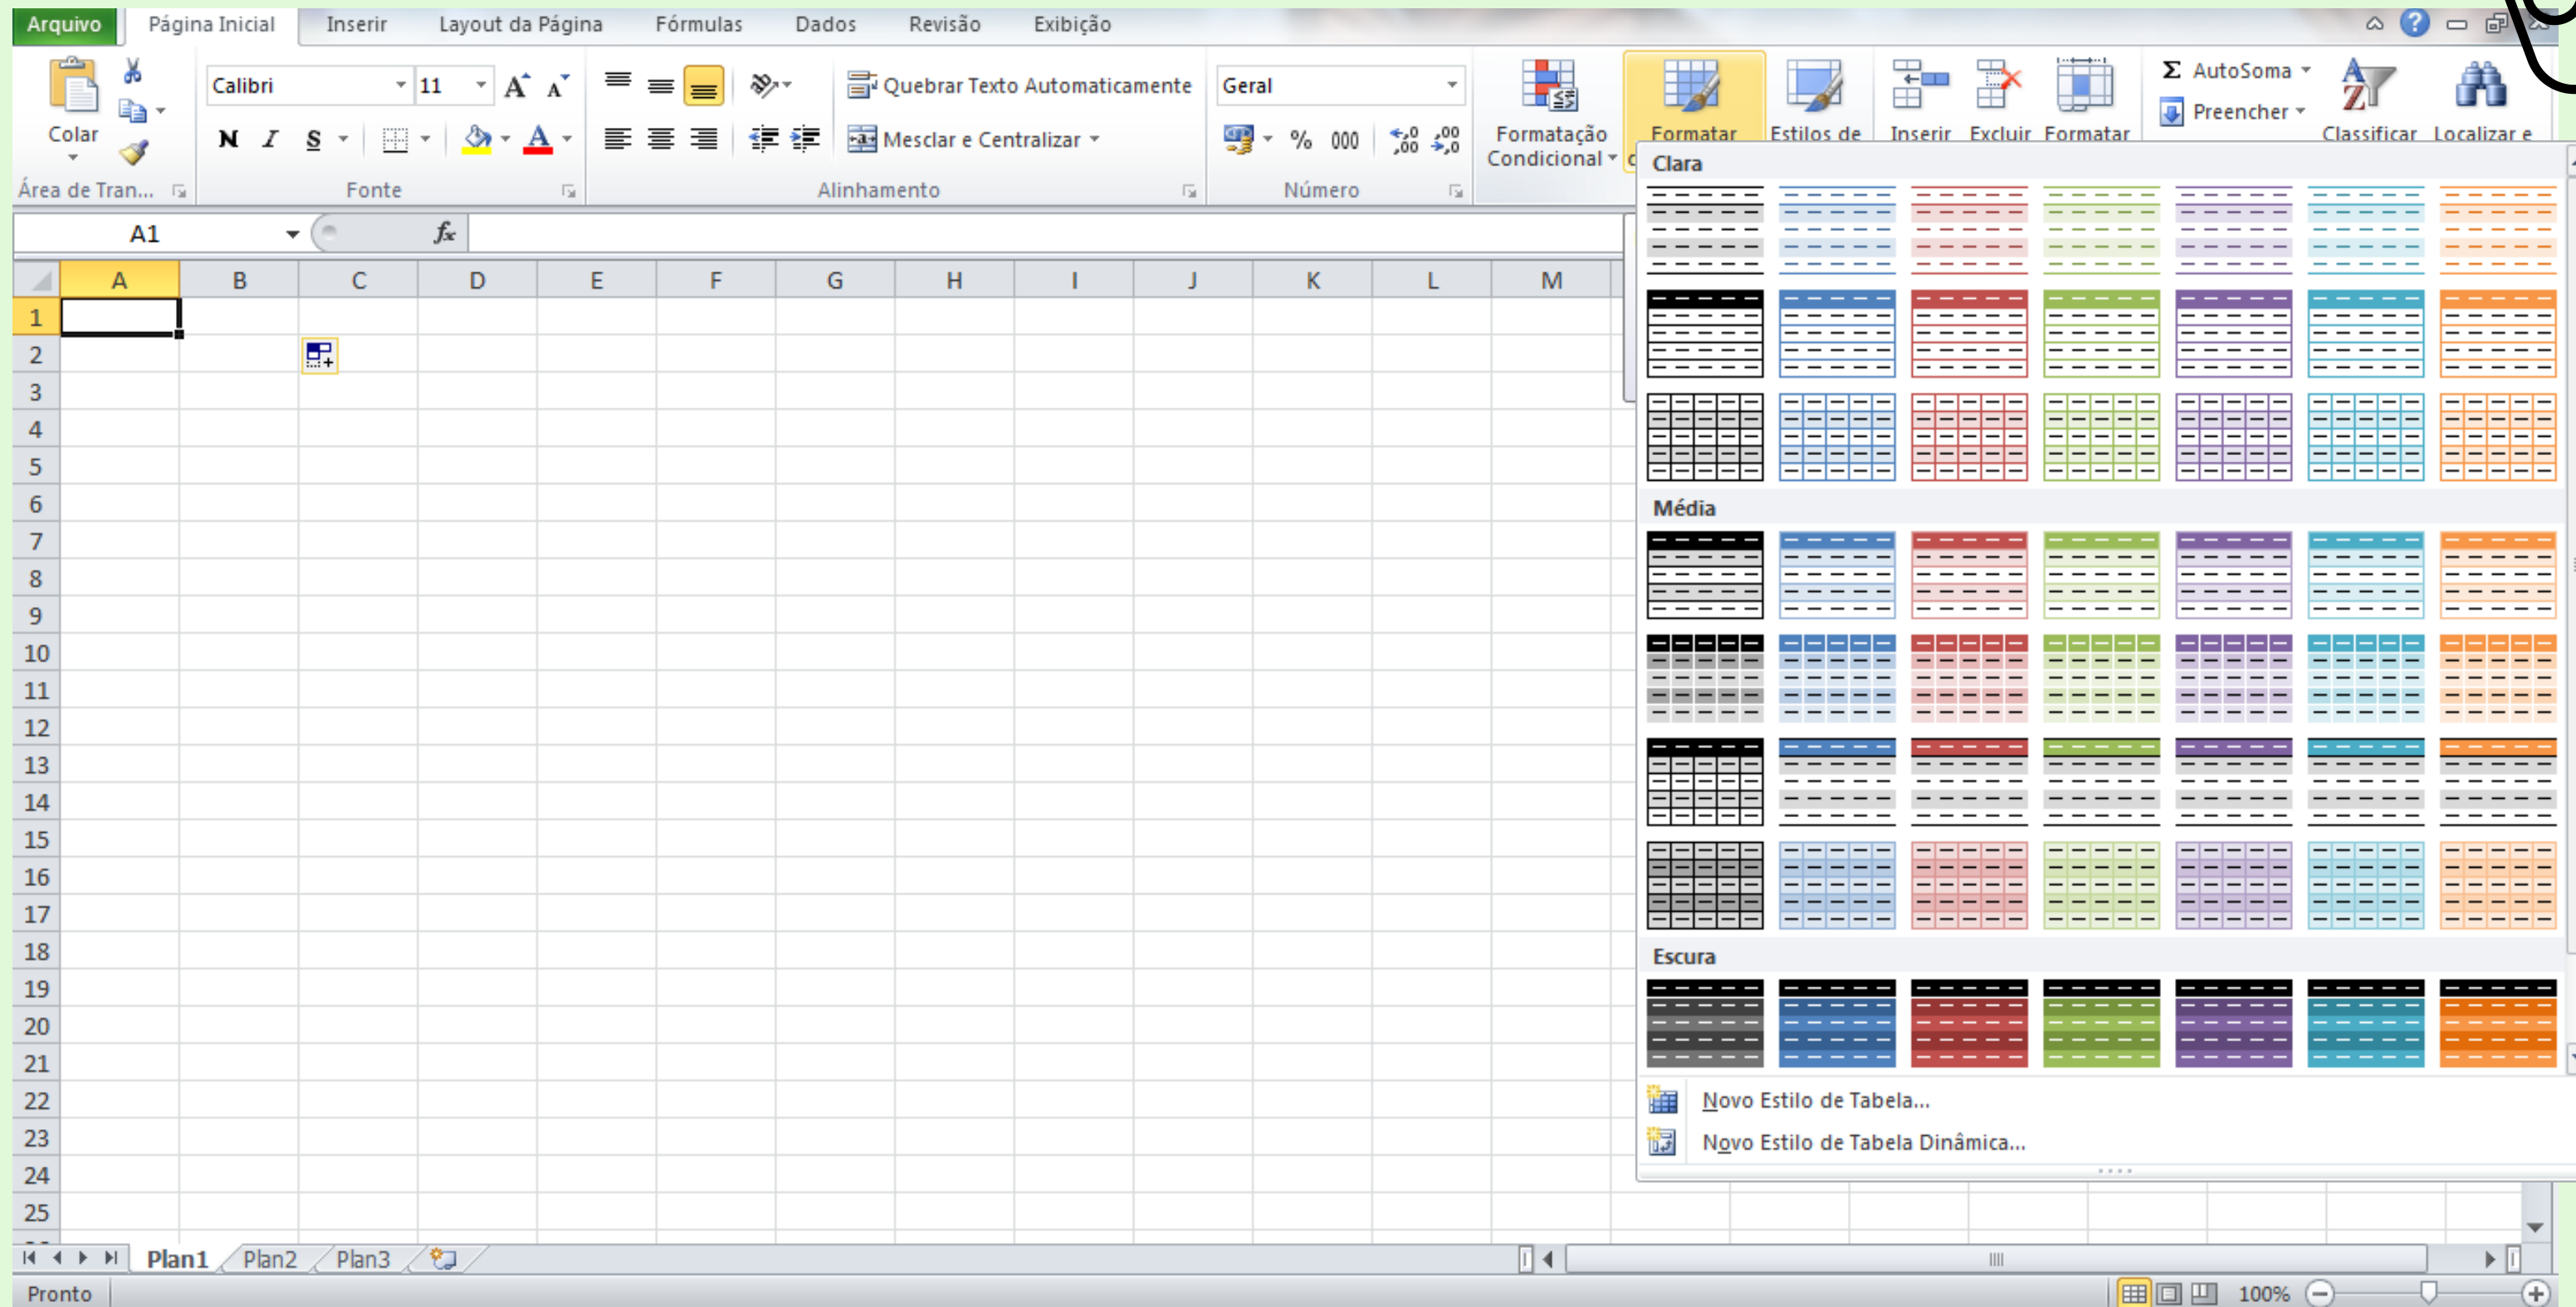 Arquivo Página Inicial Inserir Layout da Página Fórmulas Dados Revisão Exibição
Calibri 11 A A Quebrar Texto Automaticamente Geral Σ AutoSoma
Preencher
Colar N I S A Mesclar e Centralizar % 000 Formatação Condicional Formatar Estilos de Inserir Excluir Formatar Classificar Localizar e
Área de Tran... Fonte Alinhamento Número
A1 fx
A B C D E F G H I J K L M
1
2
3
4
5
6
7
8
9
10
11
12
13
14
15
16
17
18
19
20
21
22
23
24
25
Clara
Média
Escura
Novo Estilo de Tabela...
Novo Estilo de Tabela Dinâmica...
Plan1 Plan2 Plan3
Pronto 100%